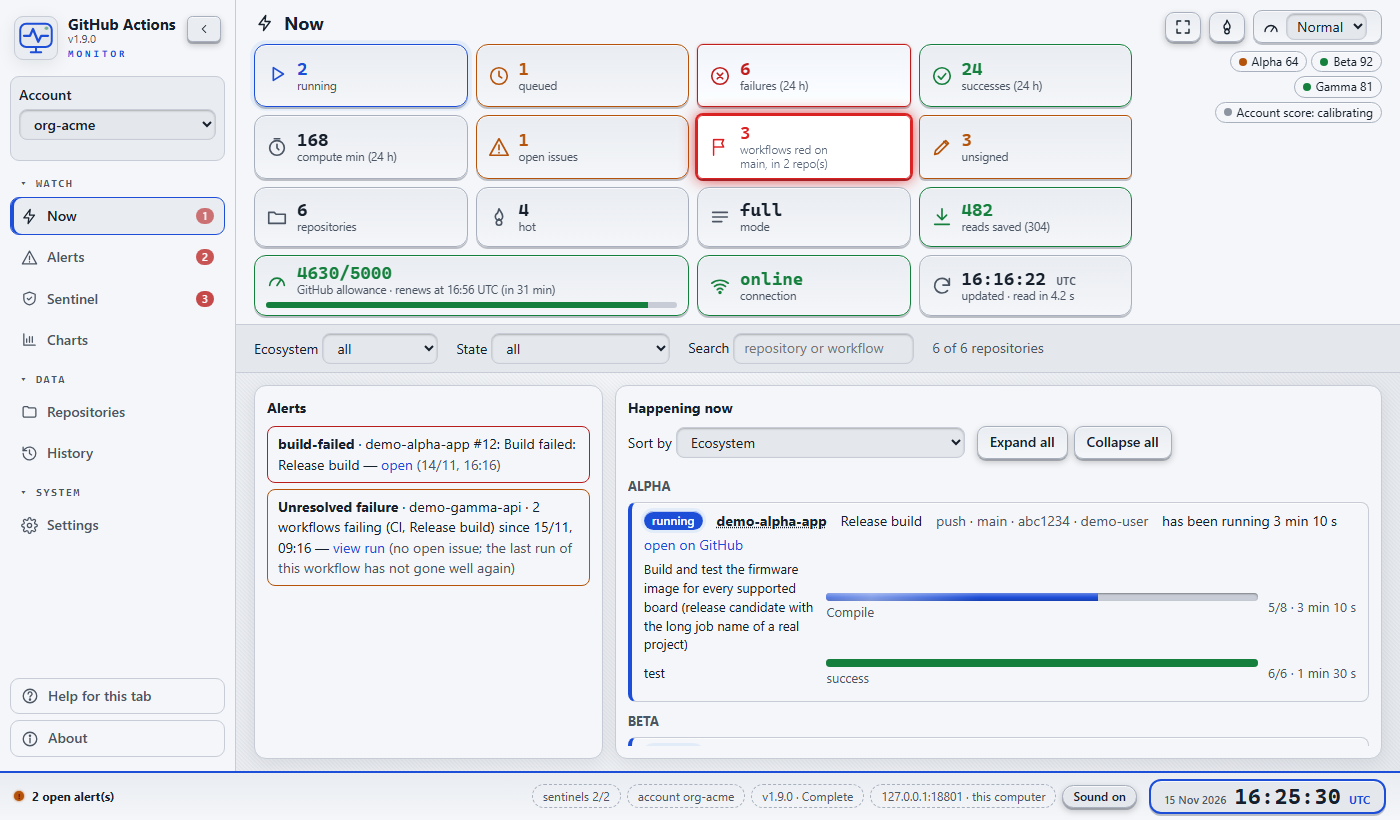 GitHub Actions
v1.9.0
MONITOR
Account
org-acme
WATCH
Now 1
Alerts 2
Sentinel 3
Charts
DATA
Repositories
History
SYSTEM
Settings
Help for this tab
About
Now
Normal
Alpha 64
Beta 92
Gamma 81
Account score: calibrating
2
running
1
queued
6
failures (24 h)
24
successes (24 h)
168
compute min (24 h)
1
open issues
3
workflows red on
main, in 2 repo(s)
3
unsigned
6
repositories
4
hot
full
mode
482
reads saved (304)
4630/5000
GitHub allowance · renews at 16:56 UTC (in 31 min)
online
connection
16:16:22 UTC
updated · read in 4.2 s
Ecosystem all State all Search repository or workflow 6 of 6 repositories
Alerts
build-failed · demo-alpha-app #12: Build failed:
Release build — open (14/11, 16:16)
Unresolved failure · demo-gamma-api · 2
workflows failing (CI, Release build) since 15/11,
09:16 — view run (no open issue; the last run of
this workflow has not gone well again)
Happening now
Sort by Ecosystem Expand all Collapse all
ALPHA
running demo-alpha-app Release build push · main · abc1234 · demo-user has been running 3 min 10 s
open on GitHub
Build and test the firmware
image for every supported
board (release candidate with
the long job name of a real
project)
Compile
5/8 · 3 min 10 s
test
success
6/6 · 1 min 30 s
BETA
2 open alert(s)
sentinels 2/2
account org-acme
v1.9.0 · Complete
127.0.0.1:18801 · this computer
Sound on
15 Nov 2026 16:25:30 UTC